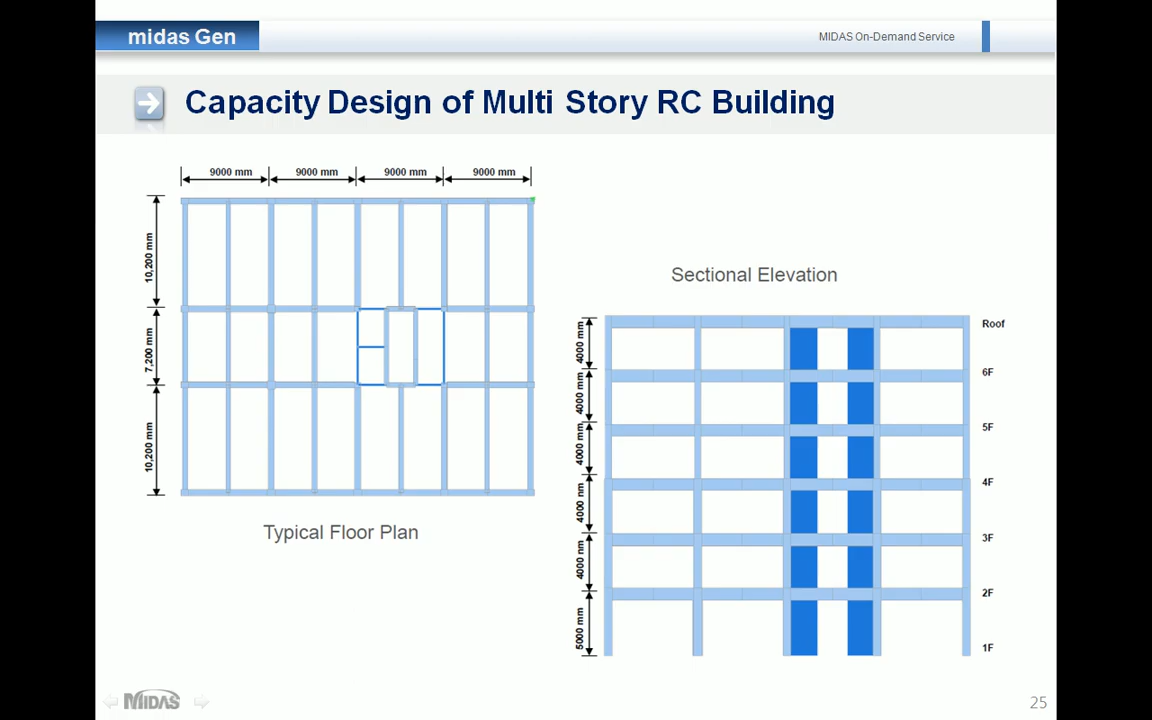 midas Gen
MIDAS On-Demand Service
Capacity Design of Multi Story RC Building
9000 mm 9000 mm 9000 mm 9000 mm
10,200 mm
7,200 mm
10,200 mm
Typical Floor Plan
Sectional Elevation
4000 mm
4000 mm
4000 mm
4000 mm
4000 mm
5000 mm
Roof
6F
5F
4F
3F
2F
1F
MIDAS
25